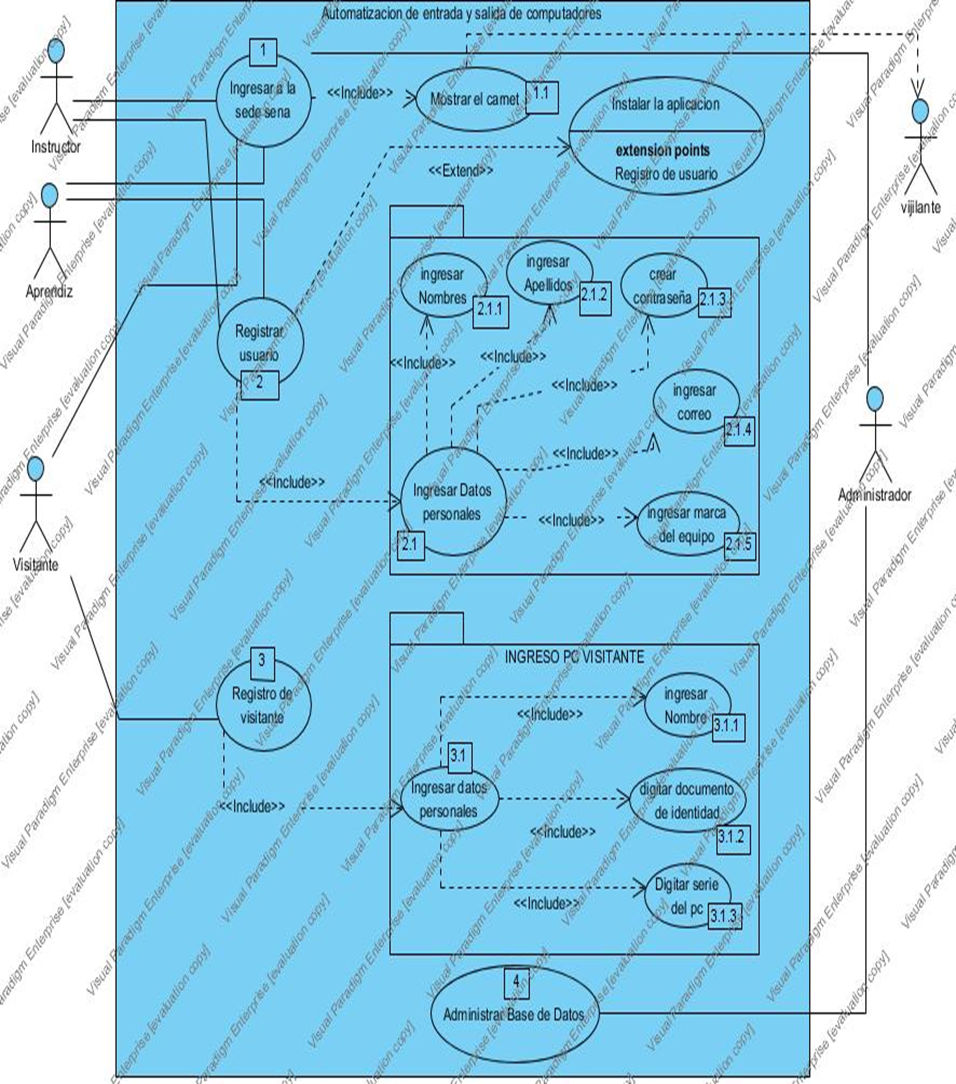 Automatizacion de entrada y salida de computadores
1
Ingresar a la
sede sena
<<Include>>
Mostrar el carnet
1.1
Instalar la aplicacion
extension points
Registro de usuario
<<Extend>>
Instructor
vijilante
Aprendiz
ingresar
Nombres
2.1.1
ingresar
Apellidos
2.1.2
crear
contraseña
2.1.3
Registrar
usuario
2
<<Include>>
<<Include>>
<<Include>>
ingresar
correo
2.1.4
<<Include>>
<<Include>>
Ingresar Datos
personales
2.1
<<Include>>
ingresar marca
del equipo
2.1.5
Administrador
Visitante
INGRESO PC VISITANTE
3
Registro de
visitante
<<Include>>
3.1
Ingresar datos
personales
<<Include>>
ingresar
Nombre
3.1.1
<<Include>>
digitar documento
de identidad
3.1.2
<<Include>>
Digitar serie
del pc
3.1.3
4
Administrar Base de Datos
Visual Paradigm Enterprise [evaluation copy]